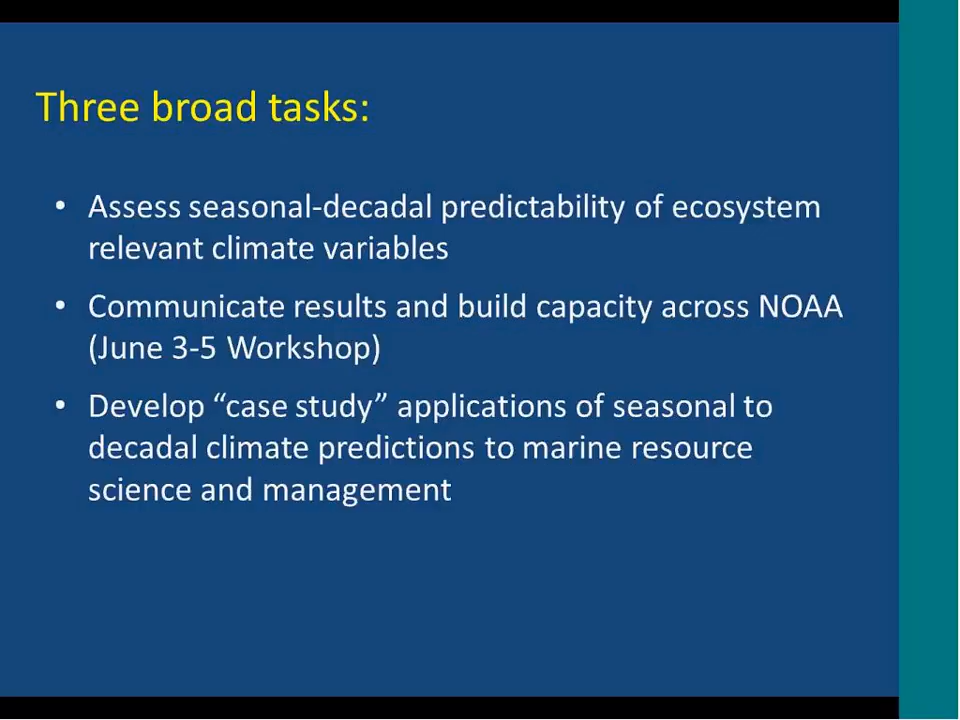 Three broad tasks:
• Assess seasonal-decadal predictability of ecosystem
relevant climate variables
• Communicate results and build capacity across NOAA
(June 3-5 Workshop)
• Develop “case study” applications of seasonal to
decadal climate predictions to marine resource
science and management